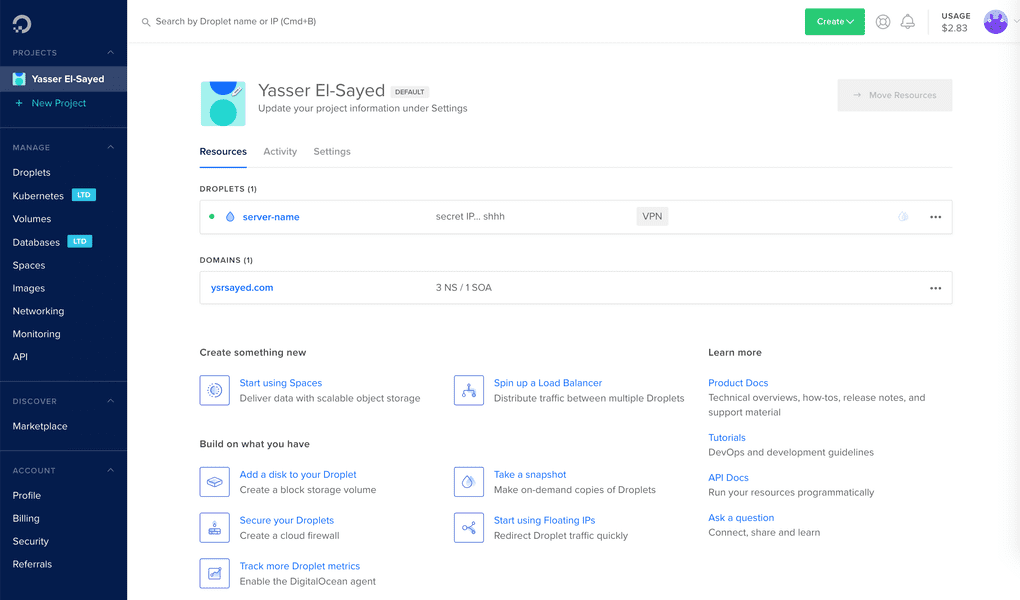 Search by Droplet name or IP (Cmd+B)
Create
USAGE
$2.83
PROJECTS
Yasser El-Sayed
+ New Project
MANAGE
Droplets
Kubernetes LTD
Volumes
Databases LTD
Spaces
Images
Networking
Monitoring
API
DISCOVER
Marketplace
ACCOUNT
Profile
Billing
Security
Referrals
Yasser El-Sayed DEFAULT
Update your project information under Settings
→ Move Resources
Resources Activity Settings
DROPLETS (1)
server-name secret IP... shhh VPN
DOMAINS (1)
ysrsayed.com 3 NS / 1 SOA
Create something new
Start using Spaces
Deliver data with scalable object storage
Spin up a Load Balancer
Distribute traffic between multiple Droplets
Build on what you have
Add a disk to your Droplet
Create a block storage volume
Take a snapshot
Make on-demand copies of Droplets
Secure your Droplets
Create a cloud firewall
Start using Floating IPs
Redirect Droplet traffic quickly
Track more Droplet metrics
Enable the DigitalOcean agent
Learn more
Product Docs
Technical overviews, how-tos, release notes, and
support material
Tutorials
DevOps and development guidelines
API Docs
Run your resources programmatically
Ask a question
Connect, share and learn